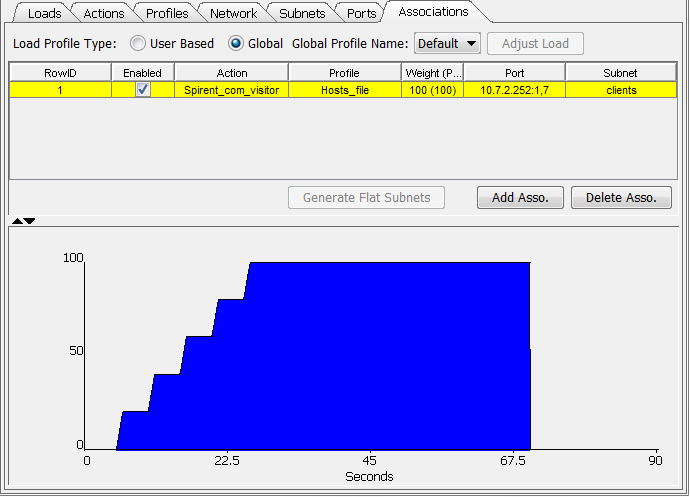 Loads Actions Profiles Network Subnets Ports Associations
Load Profile Type: User Based Global Global Profile Name: Default Adjust Load
RowID Enabled Action Profile Weight (P... Port Subnet
1 Spirent_com_visitor Hosts_file 100 (100) 10.7.2.252:1,7 clients
Generate Flat Subnets Add Asso. Delete Asso.
100
50
0
0 22.5 45 67.5 90
Seconds